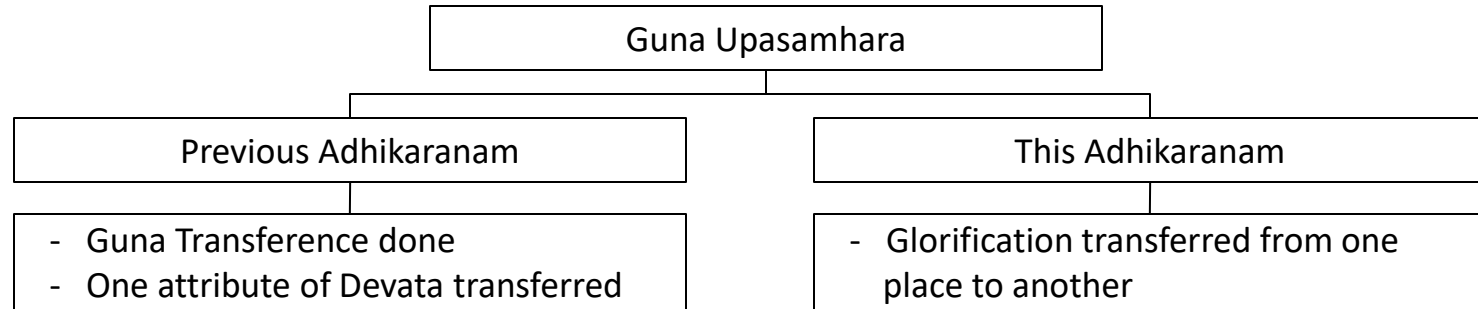 Guna Upasamhara
Previous Adhikaranam
This Adhikaranam
- Guna Transference done
- One attribute of Devata transferred
- Glorification transferred from one
place to another